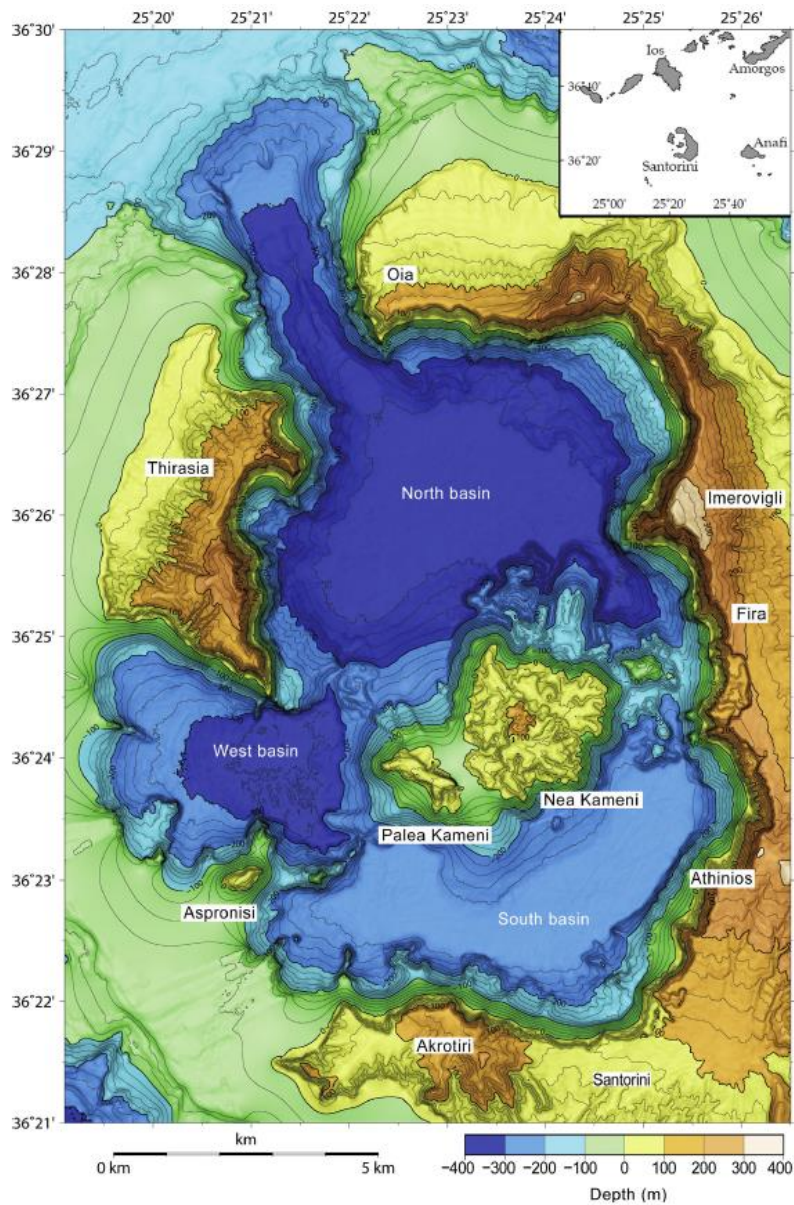 25°20' 25°21' 25°22' 25°23' 25°24' 25°25' 25°26'
36°30'
36°29'
36°28'
36°27'
36°26'
36°25'
36°24'
36°23'
36°22'
36°21'
Ios
Amorgos
36°40'
Anafi
36°20'
Santorini
25°00' 25°20' 25°40'
Oia
Thirasia
North basin
Imerovigli
Fira
West basin
Nea Kameni
Palea Kameni
Athinios
Aspronisi
South basin
Akrotiri
Santorini
km
0 km 5 km
−400 −300 −200 −100 0 100 200 300 400
Depth (m)